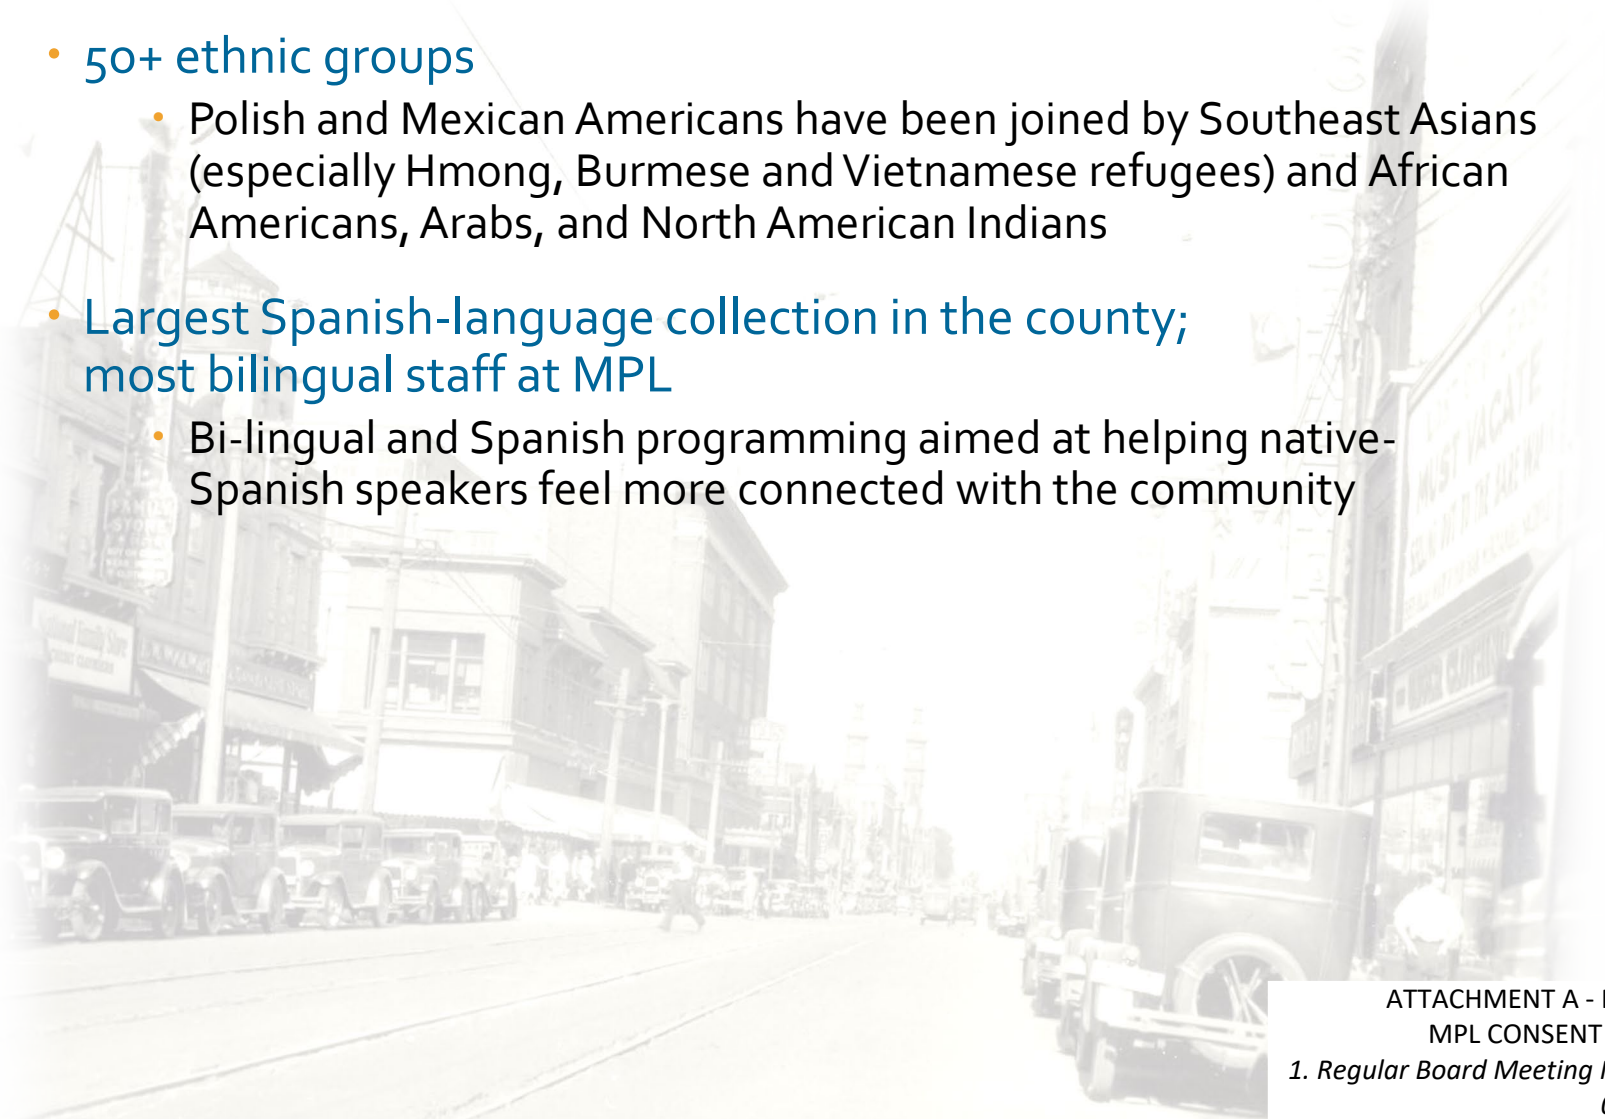 • 50+ ethnic groups
• Polish and Mexican Americans have been joined by Southeast Asians
(especially Hmong, Burmese and Vietnamese refugees) and African
Americans, Arabs, and North American Indians
• Largest Spanish-language collection in the county;
most bilingual staff at MPL
• Bi-lingual and Spanish programming aimed at helping native-
Spanish speakers feel more connected with the community
MUST VACATE
ATTACHMENT A -
MPL CONSENT
1. Regular Board Meeting